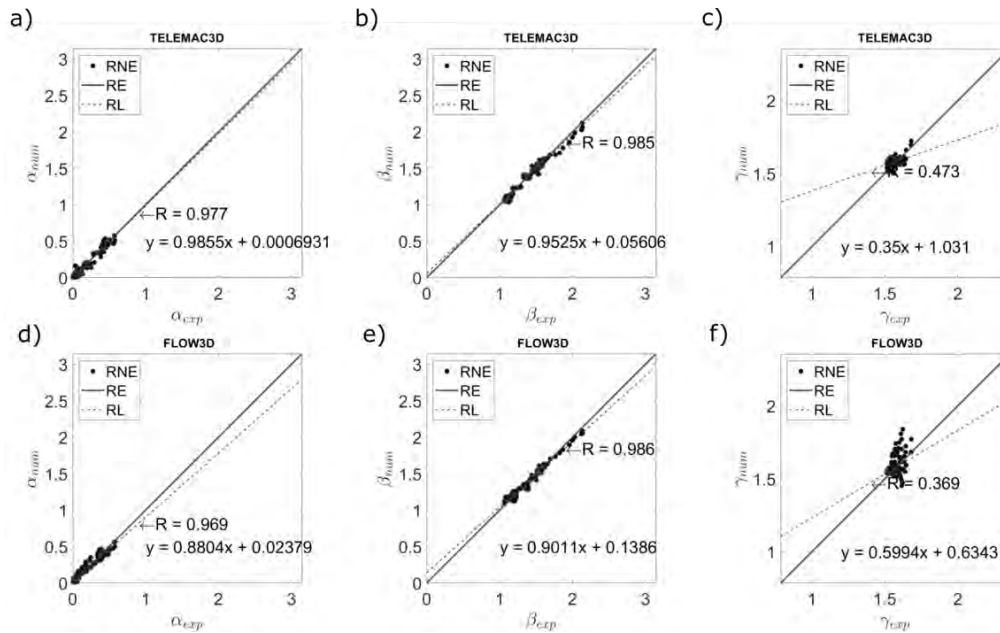 a)
TELEMAC3D
3
2.5
2
1.5
1
0.5
0
RNE
RE
RL
←R = 0.977
y = 0.9855x + 0.0006931
α_num
0 1 2 3
α_exp
b)
TELEMAC3D
3
2.5
2
1.5
1
0.5
0
RNE
RE
RL
←R = 0.985
y = 0.9525x + 0.05606
β_num
0 1 2 3
β_exp
c)
TELEMAC3D
2
1.5
1
RNE
RE
RL
←R = 0.473
y = 0.35x + 1.031
γ_num
1 1.5 2
γ_exp
d)
FLOW3D
3
2.5
2
1.5
1
0.5
0
RNE
RE
RL
←R = 0.969
y = 0.8804x + 0.02379
α_num
0 1 2 3
α_exp
e)
FLOW3D
3
2.5
2
1.5
1
0.5
0
RNE
RE
RL
←R = 0.986
y = 0.9011x + 0.1386
β_num
0 1 2 3
β_exp
f)
FLOW3D
2
1.5
1
RNE
RE
RL
←R = 0.369
y = 0.5994x + 0.6343
γ_num
1 1.5 2
γ_exp